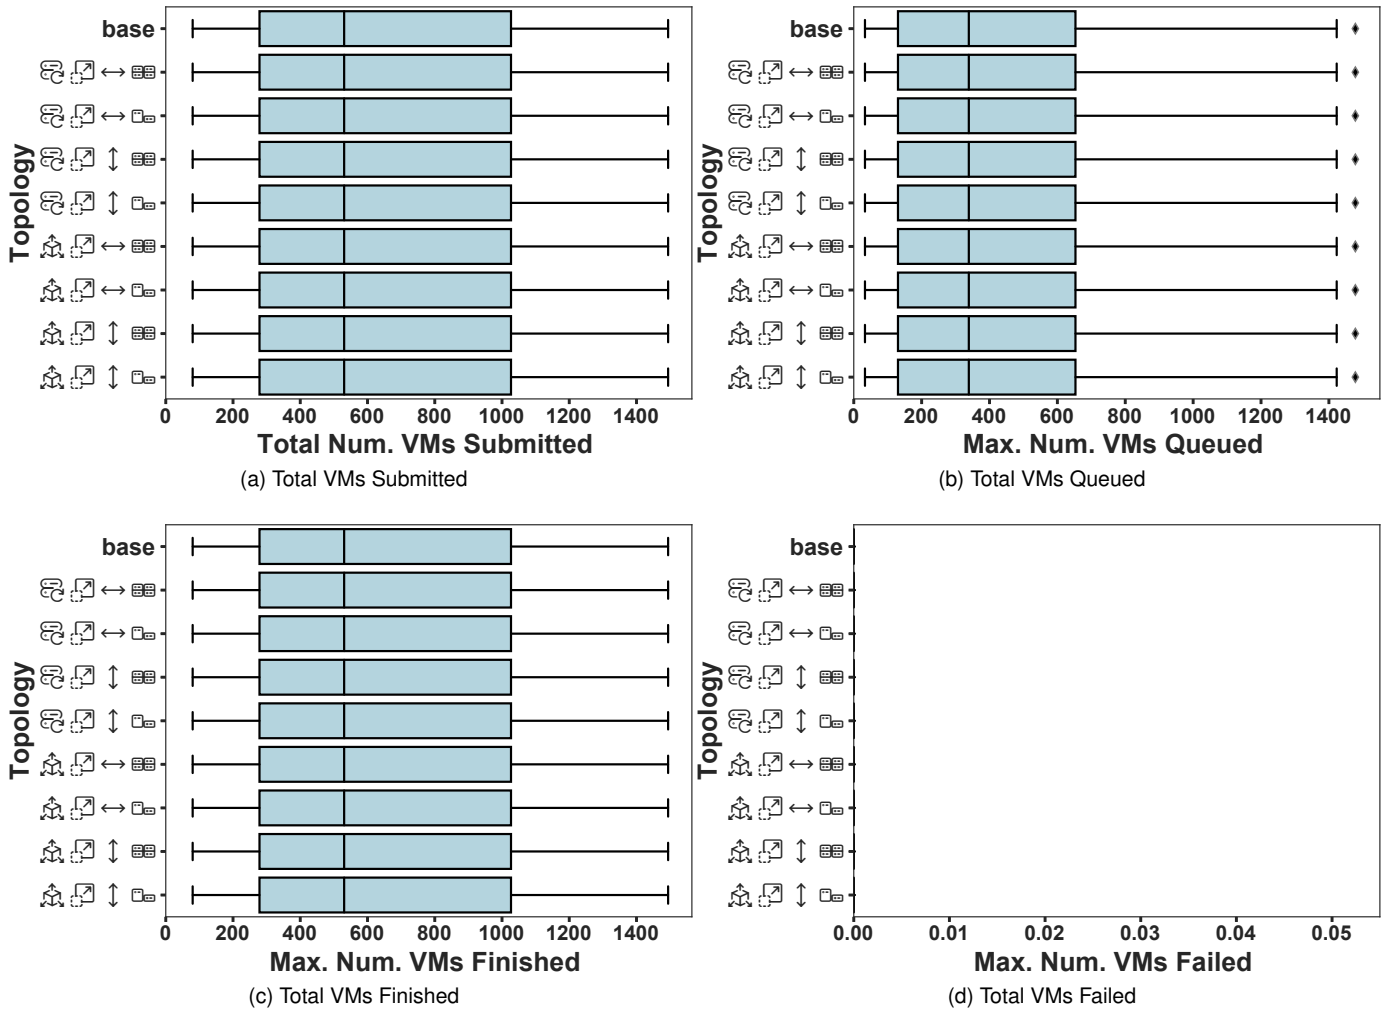 base
Topology
0 200 400 600 800 1000 1200 1400
Total Num. VMs Submitted
(a) Total VMs Submitted
base
Topology
0 200 400 600 800 1000 1200 1400
Max. Num. VMs Queued
(b) Total VMs Queued
base
Topology
0 200 400 600 800 1000 1200 1400
Max. Num. VMs Finished
(c) Total VMs Finished
base
Topology
0.00 0.01 0.02 0.03 0.04 0.05
Max. Num. VMs Failed
(d) Total VMs Failed